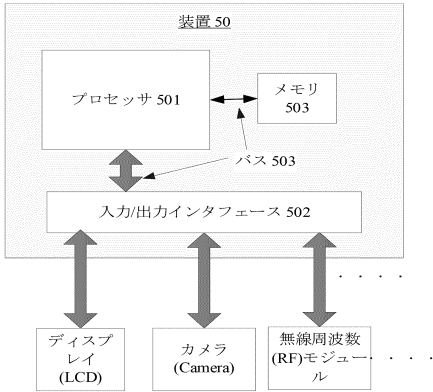 装置 50
プロセッサ 501
メモリ
503
バス 503
入力/出力インタフェース 502
・・・・
ディスプ
レイ
(LCD)
カメラ
(Camera)
無線周波数
(RF)モジュー
ル
・・・・